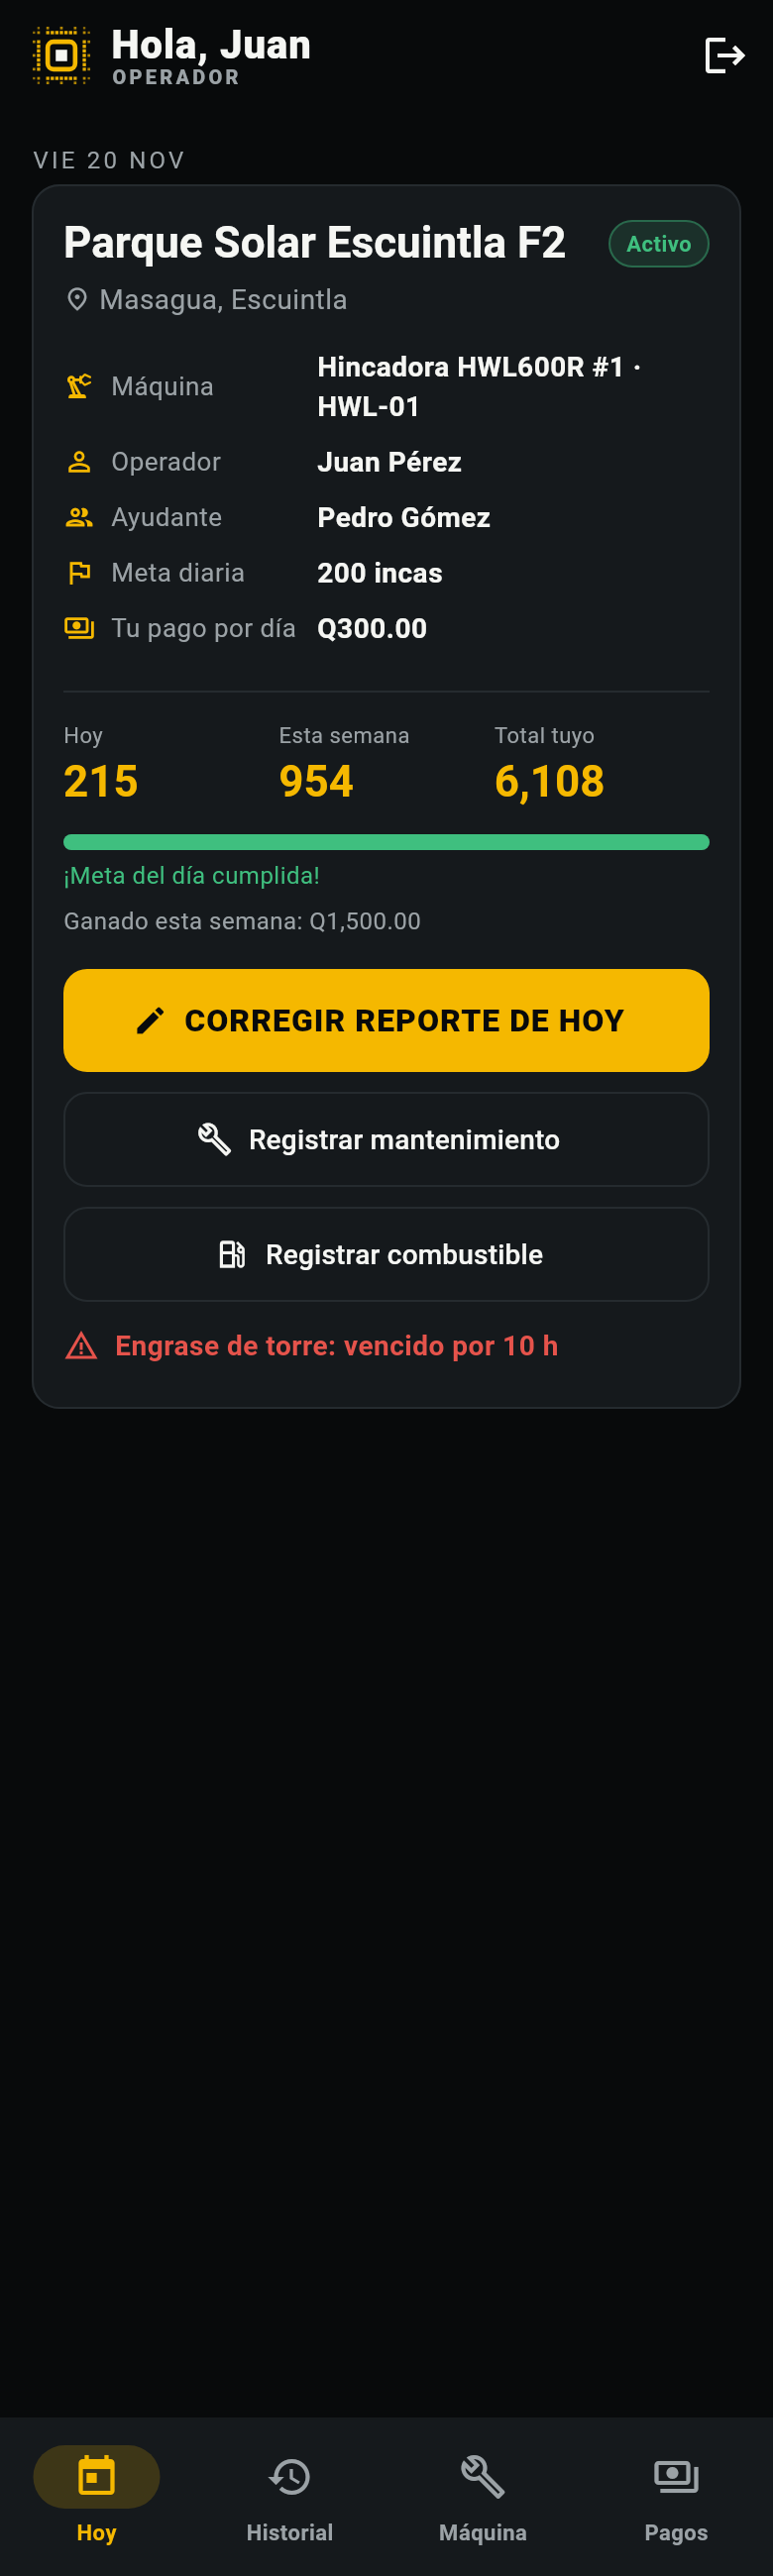 Hola, Juan
OPERADOR
VIE 20 NOV
Parque Solar Escuintla F2
Activo
Masagua, Escuintla
Máquina
Hincadora HWL600R #1 ·
HWL-01
Operador
Juan Pérez
Ayudante
Pedro Gómez
Meta diaria
200 incas
Tu pago por día
Q300.00
Hoy
Esta semana
Total tuyo
215
954
6,108
¡Meta del día cumplida!
Ganado esta semana: Q1,500.00
CORREGIR REPORTE DE HOY
Registrar mantenimiento
Registrar combustible
Engrase de torre: vencido por 10 h
Hoy
Historial
Máquina
Pagos